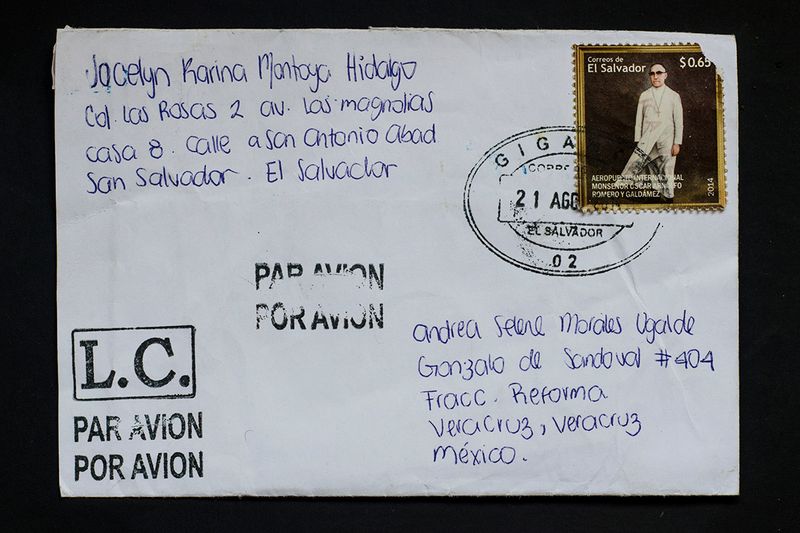 Jocelyn Karina Montoya Hidalgo
Col. Las Rosas 2 av. las magnolias
casa 8. calle a san Antonio Abad
San Salvador. El Salvador
Correos de
El Salvador
$0.65
AEROPUERTO INTERNACIONAL
MONSEÑOR OSCAR ARNULFO
ROMERO Y GALDÁMEZ
2014
21 AGO
EL SALVADOR
02
PAR AVION
POR AVION
L.C.
PAR AVION
POR AVION
andrea Selene Morales Ugalde
Gonzalo de Sandoval #404
Fracc. Reforma
Veracruz, Veracruz
México.